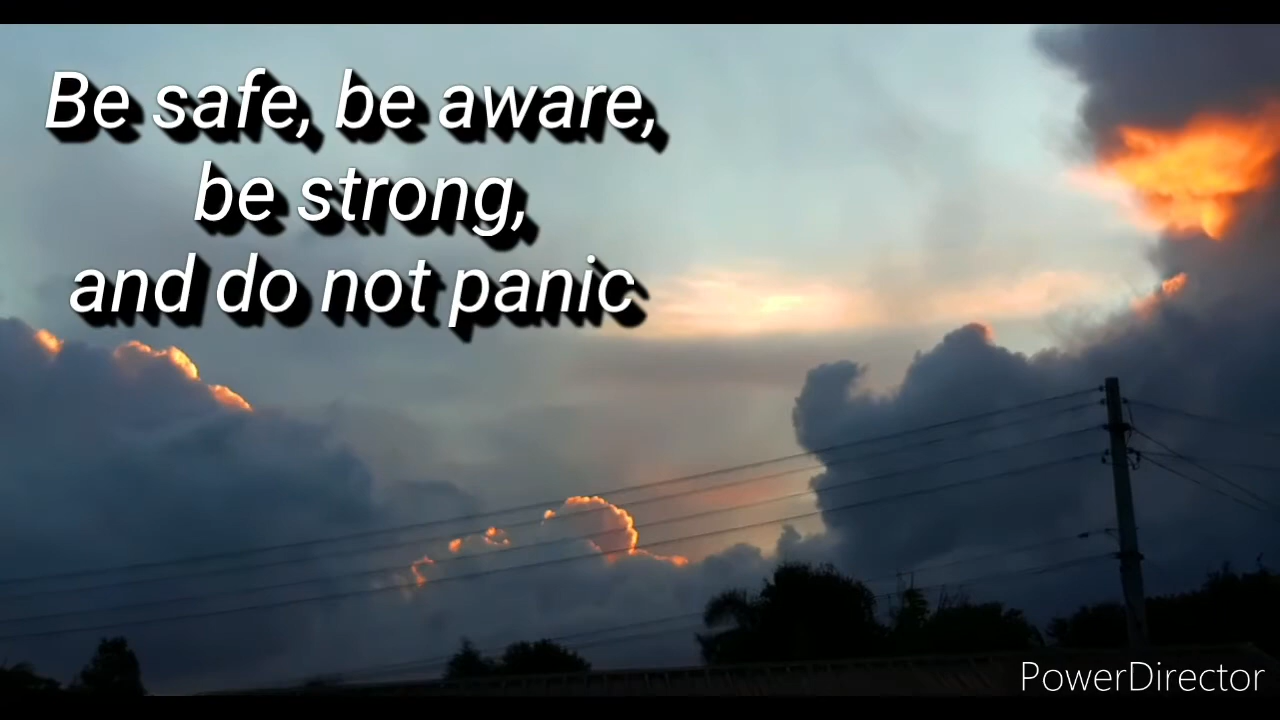 Be safe, be aware,
be strong,
and do not panic
PowerDirector